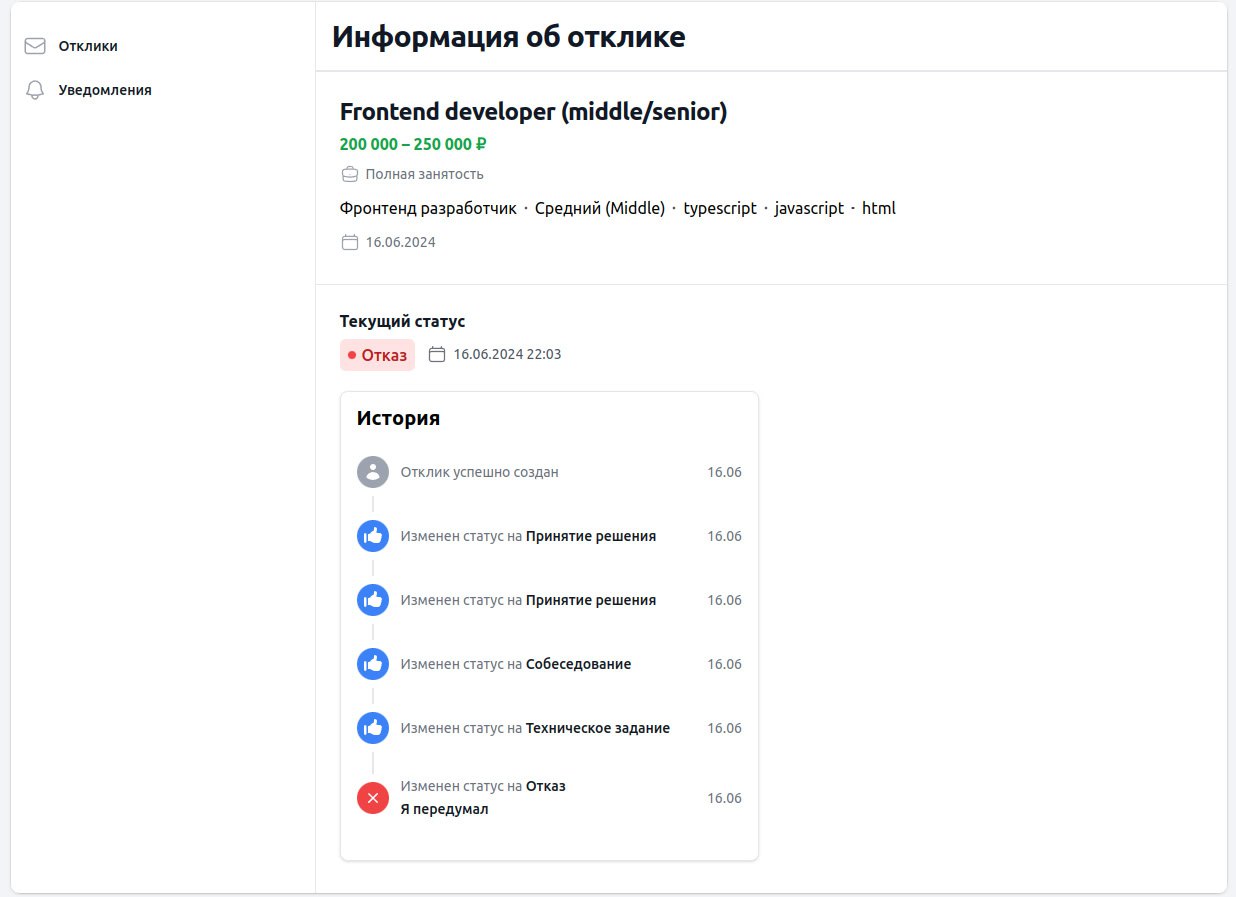 Отклики
Уведомления
Информация об отклике
Frontend developer (middle/senior)
200 000 – 250 000 ₽
Полная занятость
Фронтенд разработчик · Средний (Middle) · typescript · javascript · html
16.06.2024
Текущий статус
Отказ 16.06.2024 22:03
История
Отклик успешно создан 16.06
Изменен статус на Принятие решения 16.06
Изменен статус на Принятие решения 16.06
Изменен статус на Собеседование 16.06
Изменен статус на Техническое задание 16.06
Изменен статус на Отказ
Я передумал
16.06